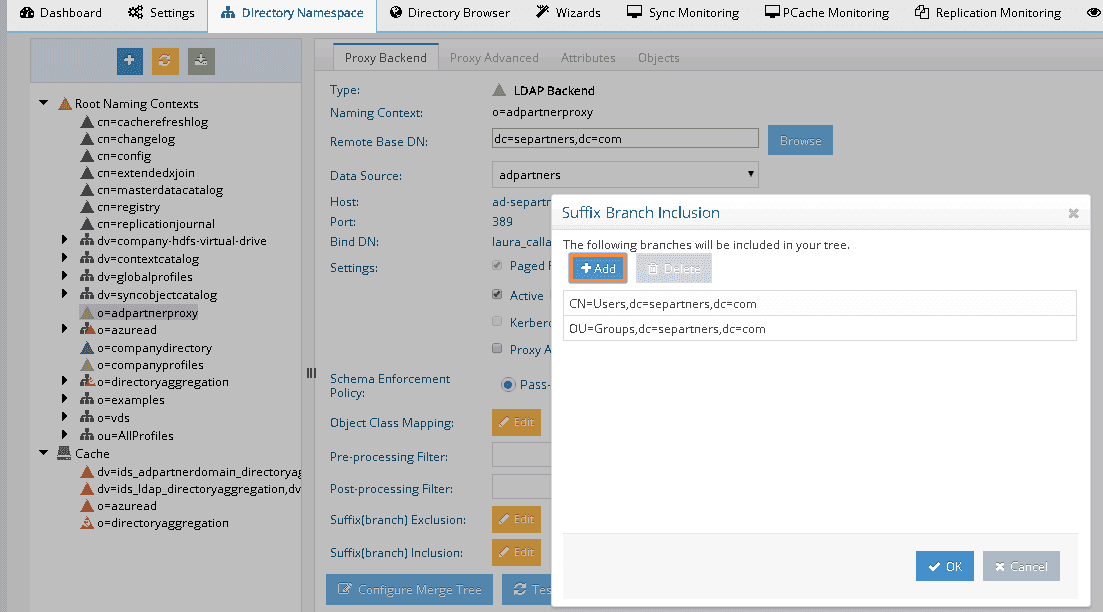 Dashboard Settings Directory Namespace Directory Browser Wizards Sync Monitoring PCache Monitoring Replication Monitoring
Root Naming Contexts
cn=cacherefreshlog
cn=changelog
cn=config
cn=extendedxjoin
cn=masterdatacatalog
cn=registry
cn=replicationjournal
dv=company-hdfs-virtual-drive
dv=contextcatalog
dv=globalprofiles
dv=syncobjectcatalog
o=adpartnerproxy
o=azuread
o=companydirectory
o=companyprofiles
o=directoryaggregation
o=examples
o=vds
ou=AllProfiles
Cache
dv=ids_adpartnerdomain_directoryag
dv=ids_ldap_directoryaggregation,dv
o=azuread
o=directoryaggregation
Proxy Backend Proxy Advanced Attributes Objects
Type: LDAP Backend
Naming Context: o=adpartnerproxy
Remote Base DN: dc=separtners,dc=com Browse
Data Source: adpartners
Host: ad-separtn
Port: 389
Bind DN: laura_calla
Settings: Paged
Active
Kerber
Proxy A
Schema Enforcement
Policy:
Pass-
Object Class Mapping: Edit
Pre-processing Filter:
Post-processing Filter:
Suffix(branch) Exclusion: Edit
Suffix(branch) Inclusion: Edit
Configure Merge Tree Tes
Suffix Branch Inclusion
The following branches will be included in your tree.
Add Delete
CN=Users,dc=separtners,dc=com
OU=Groups,dc=separtners,dc=com
OK Cancel